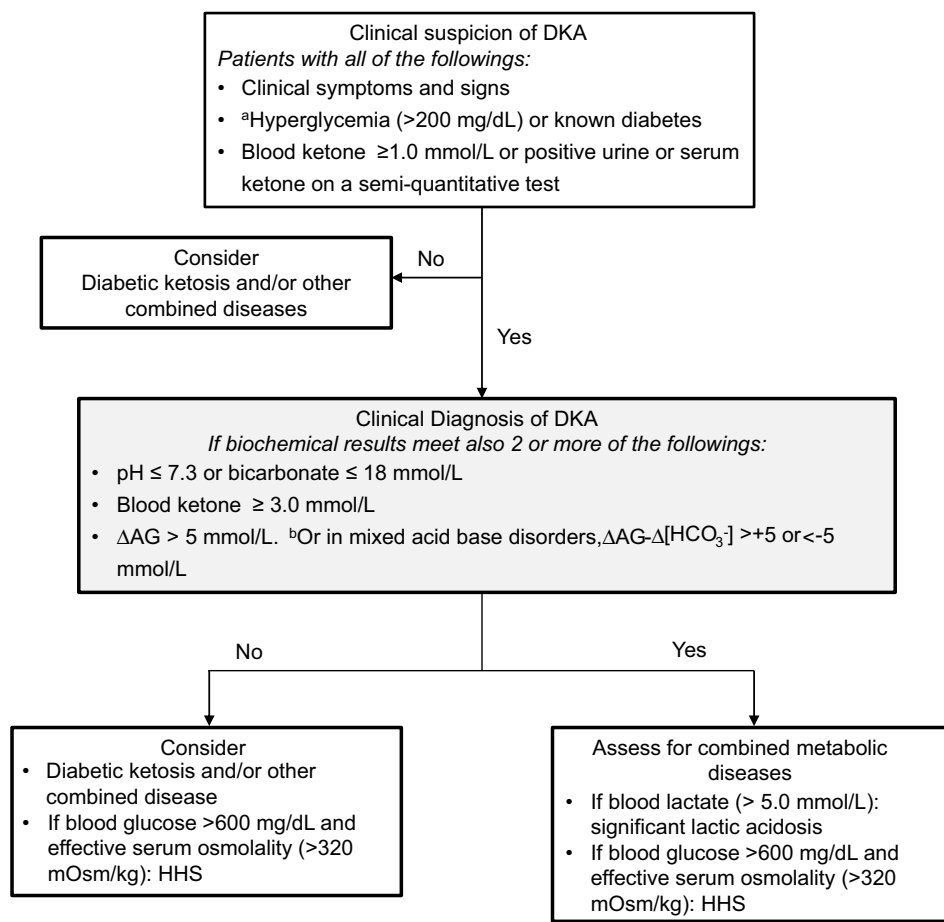 Clinical suspicion of DKA
Patients with all of the followings:
• Clinical symptoms and signs
• ᵃHyperglycemia (>200 mg/dL) or known diabetes
• Blood ketone ≥1.0 mmol/L or positive urine or serum
ketone on a semi-quantitative test
No
Consider
Diabetic ketosis and/or other
combined diseases
Yes
Clinical Diagnosis of DKA
If biochemical results meet also 2 or more of the followings:
• pH ≤ 7.3 or bicarbonate ≤ 18 mmol/L
• Blood ketone ≥ 3.0 mmol/L
• ΔAG > 5 mmol/L. ᵇOr in mixed acid base disorders,ΔAG-Δ[HCO₃⁻] >+5 or<-5
mmol/L
No
Yes
Consider
• Diabetic ketosis and/or other
combined disease
• If blood glucose >600 mg/dL and
effective serum osmolality (>320
mOsm/kg): HHS
Assess for combined metabolic
diseases
• If blood lactate (> 5.0 mmol/L):
significant lactic acidosis
• If blood glucose >600 mg/dL and
effective serum osmolality (>320
mOsm/kg): HHS